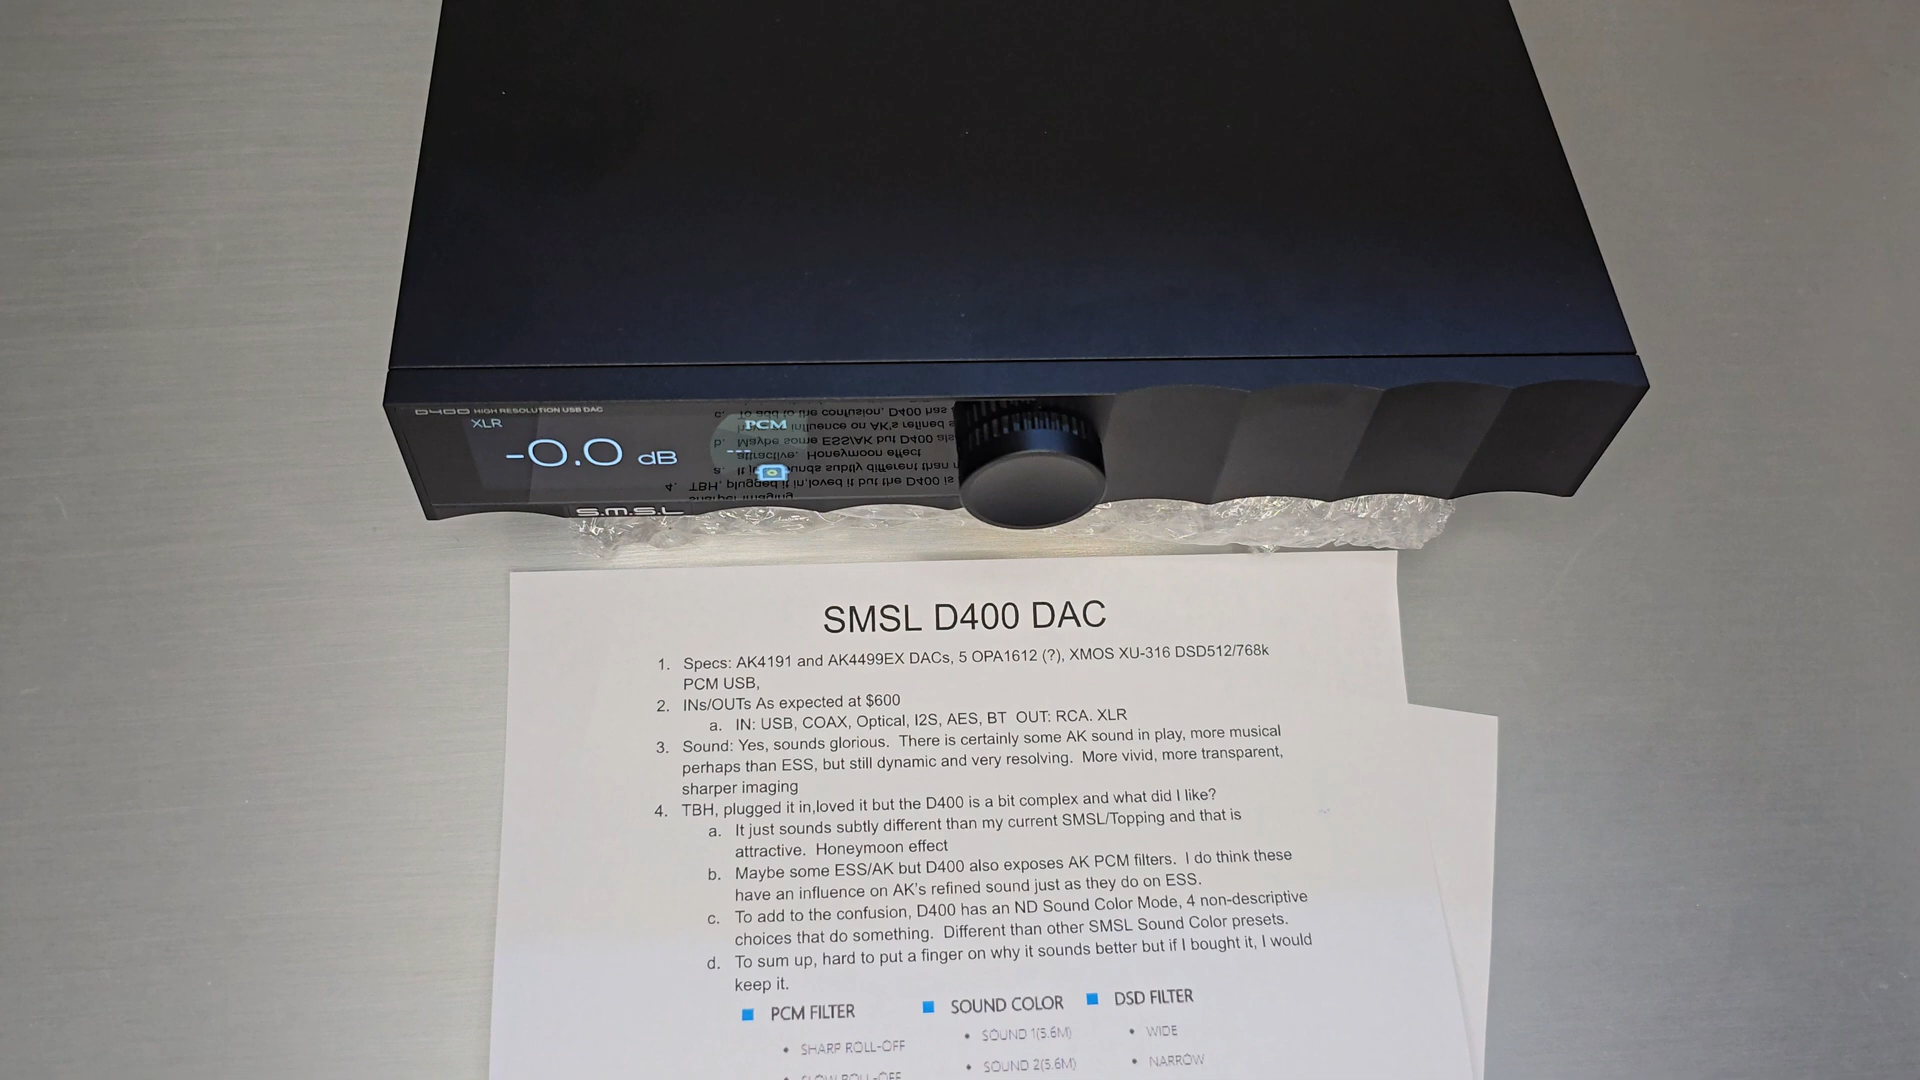 D400 HIGH RESOLUTION USB DAC
XLR
PCM
-0.0 dB
---
S.M.S.L
SMSL D400 DAC
1. Specs: AK4191 and AK4499EX DACs, 5 OPA1612 (?), XMOS XU-316 DSD512/768k
PCM USB,
2. INs/OUTs As expected at $600
a. IN: USB, COAX, Optical, I2S, AES, BT OUT: RCA. XLR
3. Sound: Yes, sounds glorious. There is certainly some AK sound in play, more musical
perhaps than ESS, but still dynamic and very resolving. More vivid, more transparent,
sharper imaging
4. TBH, plugged it in,loved it but the D400 is a bit complex and what did I like?
a. It just sounds subtly different than my current SMSL/Topping and that is
attractive. Honeymoon effect
b. Maybe some ESS/AK but D400 also exposes AK PCM filters. I do think these
have an influence on AK's refined sound just as they do on ESS.
c. To add to the confusion, D400 has an ND Sound Color Mode, 4 non-descriptive
choices that do something. Different than other SMSL Sound Color presets.
d. To sum up, hard to put a finger on why it sounds better but if I bought it, I would
keep it.
PCM FILTER SOUND COLOR DSD FILTER
• SHARP ROLL-OFF • SOUND 1(5.6M) • WIDE
• SLOW ROLL-OFF • SOUND 2(5.6M) • NARROW